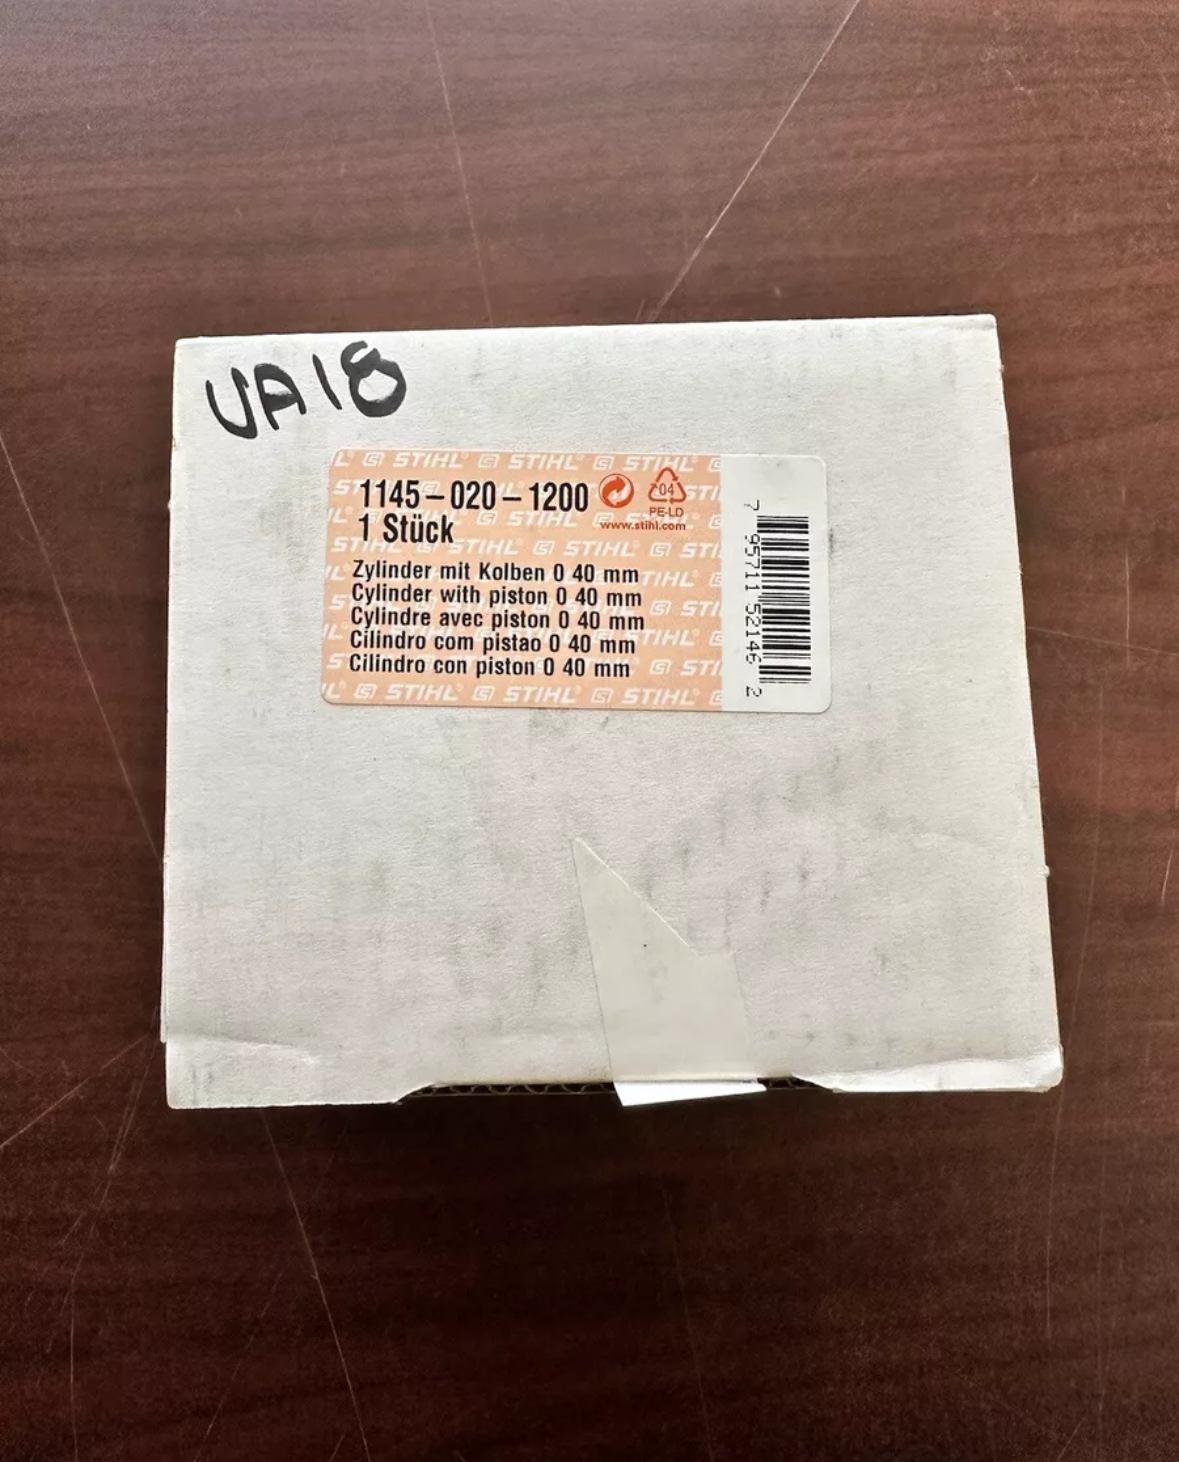 UA18
L® STIHL® STIHL® STIHL®
1145-020-1200
1 Stück
04
PE-LD
www.stihl.com
Zylinder mit Kolben 0 40 mm
Cylinder with piston 0 40 mm
Cylindre avec piston 0 40 mm
Cilindro com pistao 0 40 mm
Cilindro con piston 0 40 mm
L® STIHL® STIHL® STIHL®
7 95711 52146 2